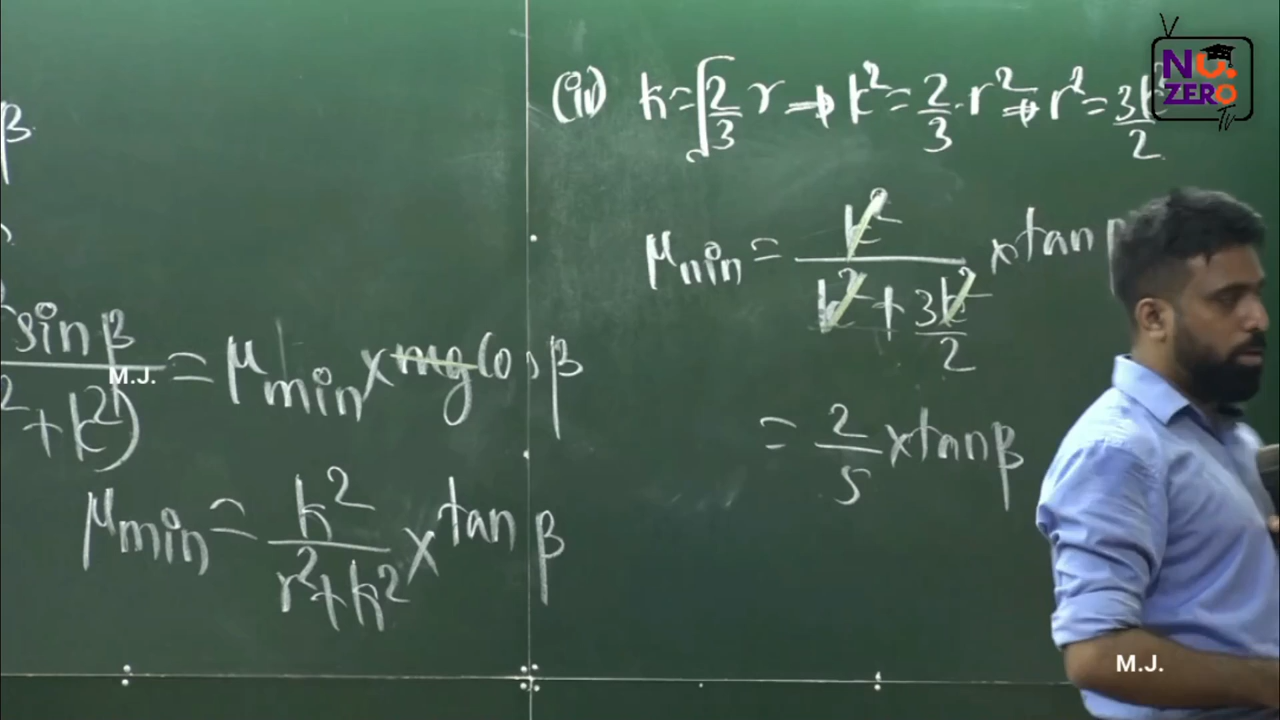 β
sin β
²+k²) = μmin × mg Cos β
μmin = k²/(r²+k²) × tan β
(iv) k = √(2/3) r → k² = 2/3 · r² → r² = 3k²/2
μmin = k²/(k² + 3k²/2) × tan β
= 2/5 × tan β
NO.
ZERO
Tv
M.J.
M.J.